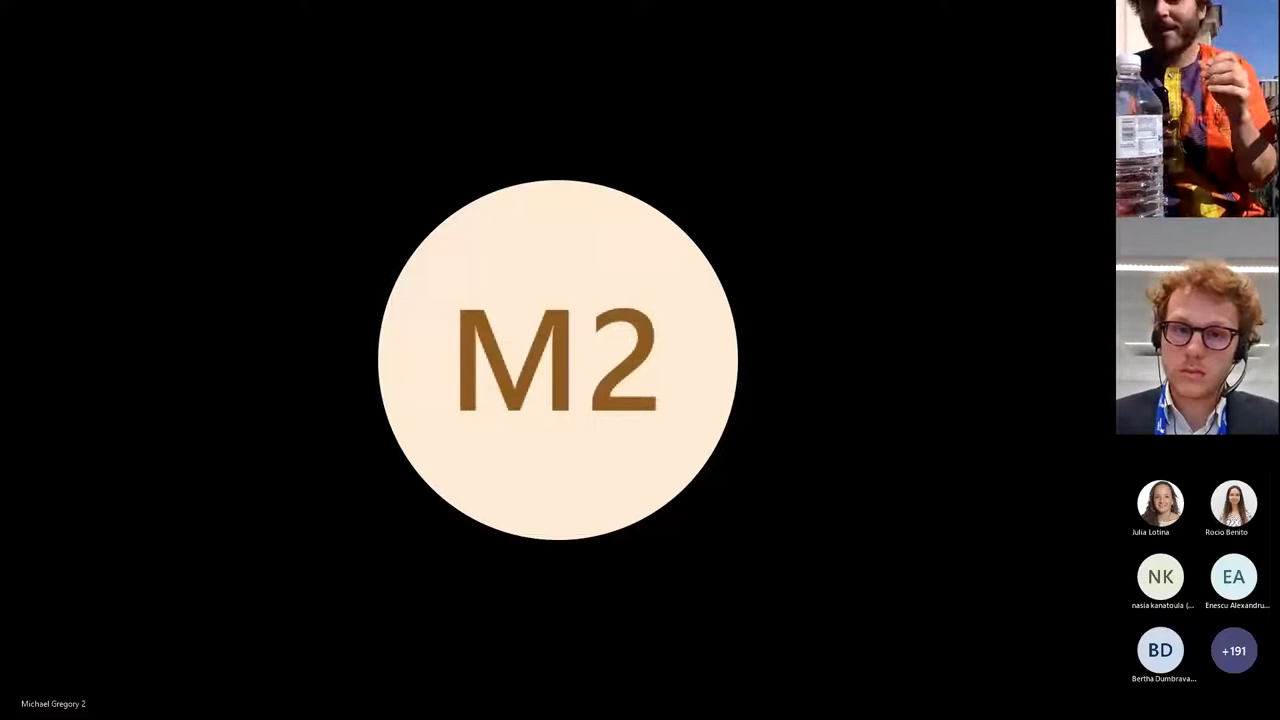 M2
Julia Lotina
Rocio Benito
NK
EA
nasia kanatoula (...
Enescu Alexandru...
BD
+191
Bertha Dumbrava...
Michael Gregory 2